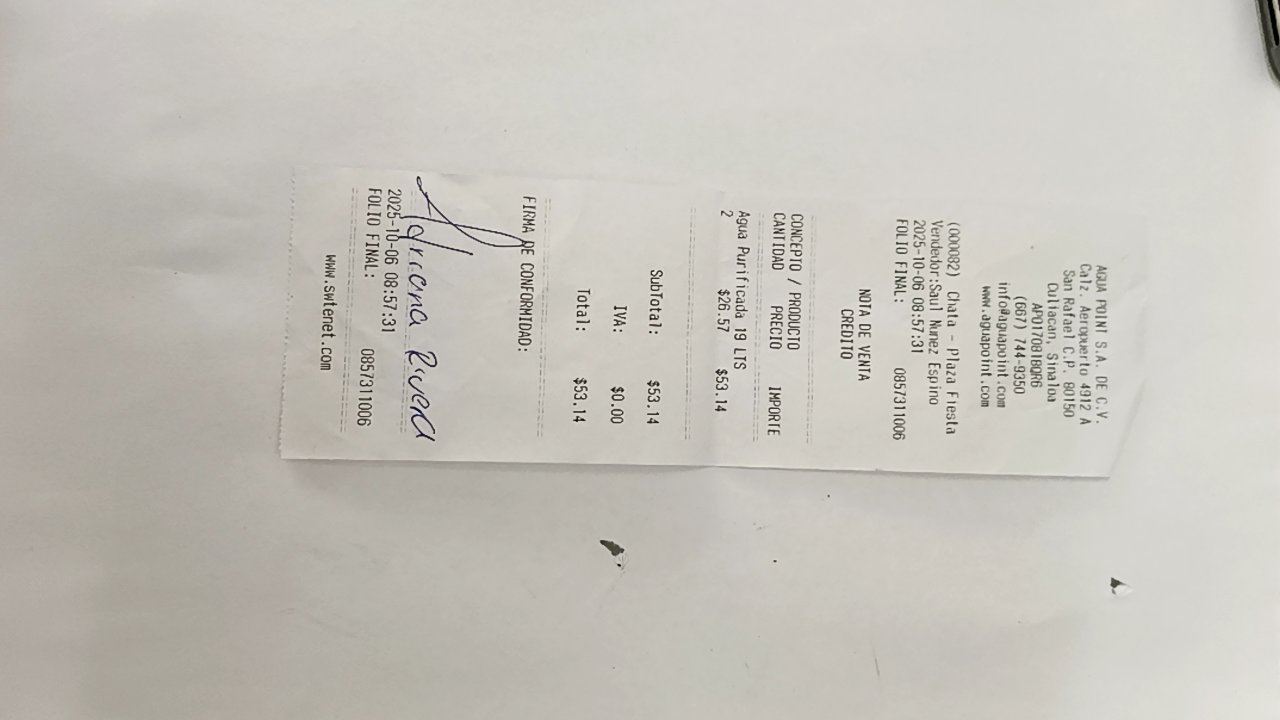 AGUA POINT S.A. DE C.V.
Calz. Aeropuerto 4912 A
San Rafael C.P. 80150
Culiacan, Sinaloa
APO170818QR6
(667) 744-9350
info@aguapoint.com
www.aguapoint.com
(000082) Chata - Plaza Fiesta
Vendedor:Saul Nunez Espino
2025-10-06 08:57:31
FOLIO FINAL: 0857311006
NOTA DE VENTA
CREDITO
CONCEPTO / PRODUCTO
CANTIDAD PRECIO IMPORTE
Agua Purificada 19 LTS
2 $26.57 $53.14
SubTotal: $53.14
IVA: $0.00
Total: $53.14
FIRMA DE CONFORMIDAD:
Adriana Rivera
2025-10-06 08:57:31
FOLIO FINAL: 0857311006
www.swtenet.com